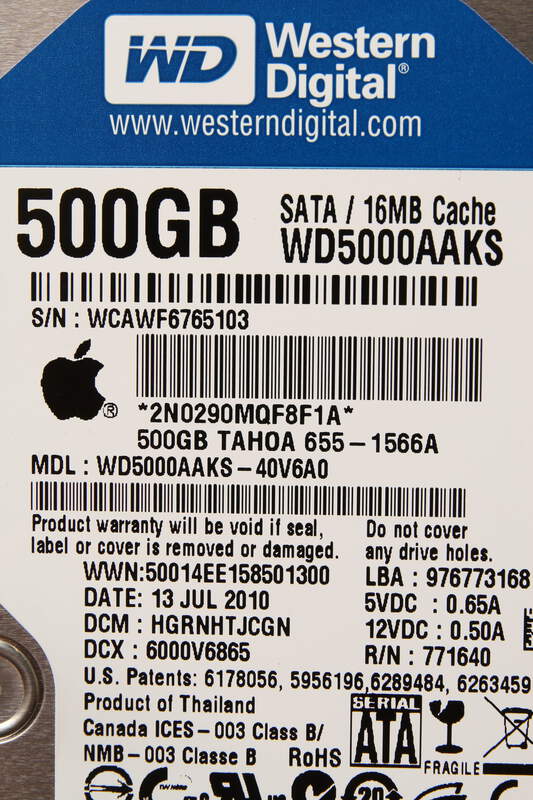 WD Western
Digital®
www.westerndigital.com
500GB SATA / 16MB Cache
WD5000AAKS
S/N : WCAWF6765103
®
*2N0290MQF8F1A*
500GB TAHOA 655-1566A
MDL : WD5000AAKS-40V6A0
Product warranty will be void if seal,
label or cover is removed or damaged.
Do not cover
any drive holes.
WWN:50014EE158501300
DATE: 13 JUL 2010
DCM : HGRNHTJCGN
DCX : 6000V6865
LBA : 976773168
5VDC : 0.65A
12VDC : 0.50A
R/N : 771640
U.S. Patents: 6178056, 5956196,6289484, 6263459
Product of Thailand
Canada ICES-003 Class B/
NMB-003 Classe B RoHS
SERIAL
ATA
FRAGILE
20